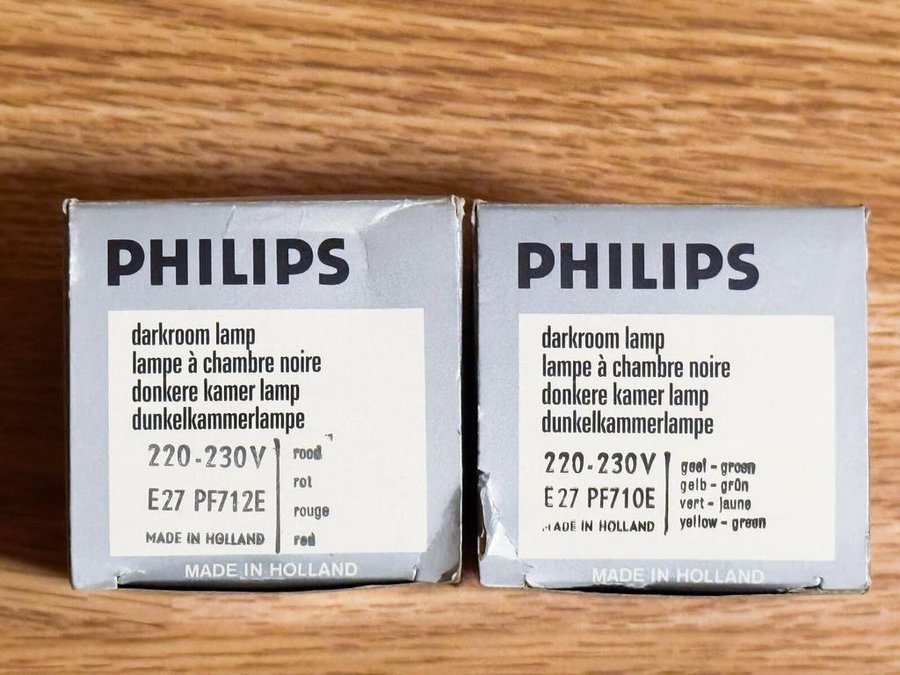 PHILIPS
darkroom lamp
lampe à chambre noire
donkere kamer lamp
dunkelkammerlampe
220-230V
E27 PF712E
MADE IN HOLLAND
rood
rot
rouge
red
MADE IN HOLLAND
PHILIPS
darkroom lamp
lampe à chambre noire
donkere kamer lamp
dunkelkammerlampe
220-230V
E27 PF710E
MADE IN HOLLAND
geel-groen
gelb-grün
vert-jaune
yellow-green
MADE IN HOLLAND